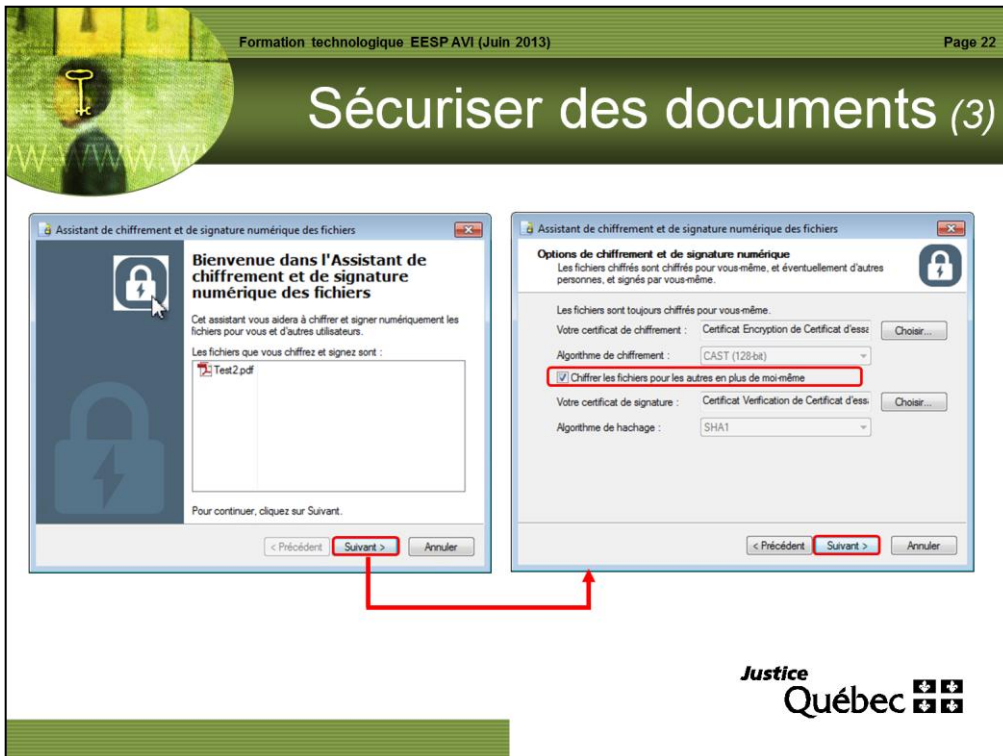 Formation technologique EESP AVI (Juin 2013)
Page 22
Sécuriser des documents (3)
W.WWW.W
Assistant de chiffrement et de signature numérique des fichiers
Bienvenue dans l'Assistant de
chiffrement et de signature
numérique des fichiers
Cet assistant vous aidera à chiffrer et signer numériquement les
fichiers pour vous et d'autres utilisateurs.
Les fichiers que vous chiffrez et signez sont :
Test2.pdf
Pour continuer, cliquez sur Suivant.
< Précédent
Suivant >
Annuler
Assistant de chiffrement et de signature numérique des fichiers
Options de chiffrement et de signature numérique
Les fichiers chiffrés sont chiffrés pour vous-même, et éventuellement d'autres
personnes, et signés par vous-même.
Les fichiers sont toujours chiffrés pour vous-même.
Votre certificat de chiffrement : Certificat Encryption de Certificat d'essa Choisir...
Algorithme de chiffrement : CAST (128-bit)
Chiffrer les fichiers pour les autres en plus de moi-même
Votre certificat de signature : Certificat Verification de Certificat d'ess. Choisir...
Algorithme de hachage : SHA1
< Précédent
Suivant >
Annuler
Justice
Québec